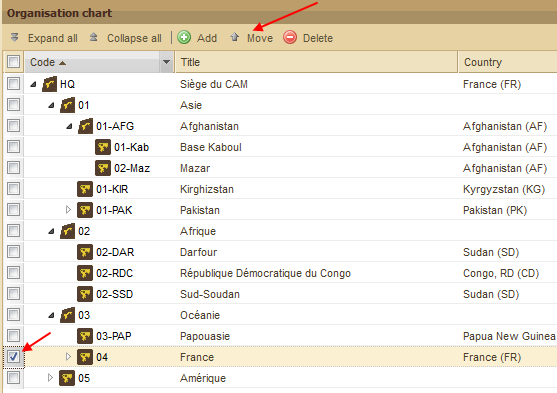 Organisation chart
Expand all Collapse all Add Move Delete
Code Title Country
HQ Siège du CAM France (FR)
01 Asie
01-AFG Afghanistan Afghanistan (AF)
01-Kab Base Kaboul Afghanistan (AF)
02-Maz Mazar Afghanistan (AF)
01-KIR Kirghizstan Kyrgyzstan (KG)
01-PAK Pakistan Pakistan (PK)
02 Afrique
02-DAR Darfour Sudan (SD)
02-RDC République Démocratique du Congo Congo, RD (CD)
02-SSD Sud-Soudan Sudan (SD)
03 Océanie
03-PAP Papouasie Papua New Guinea
04 France France (FR)
05 Amérique